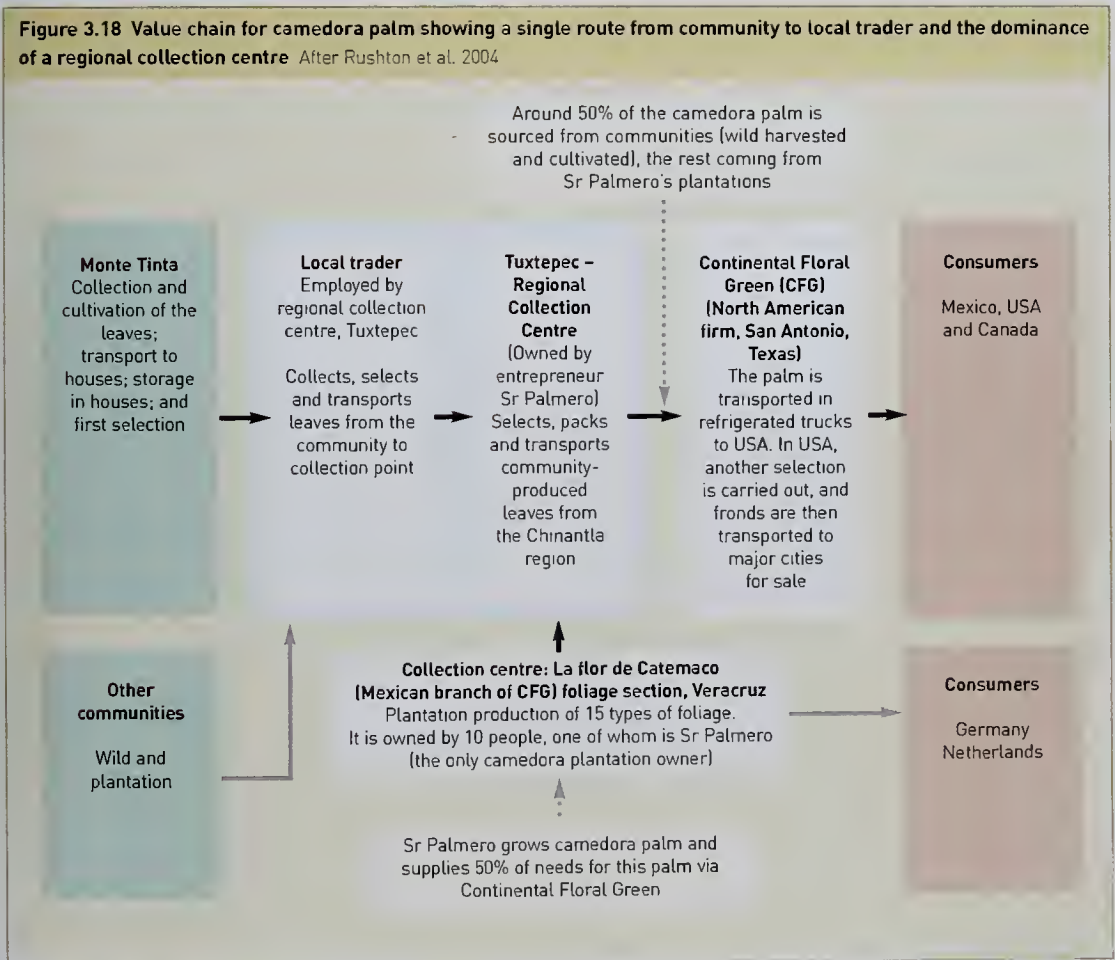 Figure 3.18 Value chain for camedora palm showing a single route from community to local trader and the dominance
of a regional collection centre After Rushton et al. 2004
Around 50% of the camedora palm is
sourced from communities (wild harvested
and cultivated), the rest coming from
Sr Palmero's plantations
Monte Tinta
Collection and
cultivation of the
leaves;
transport to
houses; storage
in houses; and
first selection
Local trader
Employed by
regional collection
centre, Tuxtepec
Collects, selects
and transports
leaves from the
community to
collection point
Tuxtepec –
Regional
Collection
Centre
(Owned by
entrepreneur
Sr Palmero)
Selects, packs
and transports
community-
produced
leaves from
the Chinantla
region
Continental Floral
Green (CFG)
(North American
firm, San Antonio,
Texas)
The palm is
transported in
refrigerated trucks
to USA. In USA,
another selection
is carried out, and
fronds are then
transported to
major cities
for sale
Consumers
Mexico, USA
and Canada
Other
communities
Wild and
plantation
Collection centre: La flor de Catemaco
(Mexican branch of CFG) foliage section, Veracruz
Plantation production of 15 types of foliage.
It is owned by 10 people, one of whom is Sr Palmero
(the only camedora plantation owner)
Consumers
Germany
Netherlands
Sr Palmero grows camedora palm and
supplies 50% of needs for this palm via
Continental Floral Green